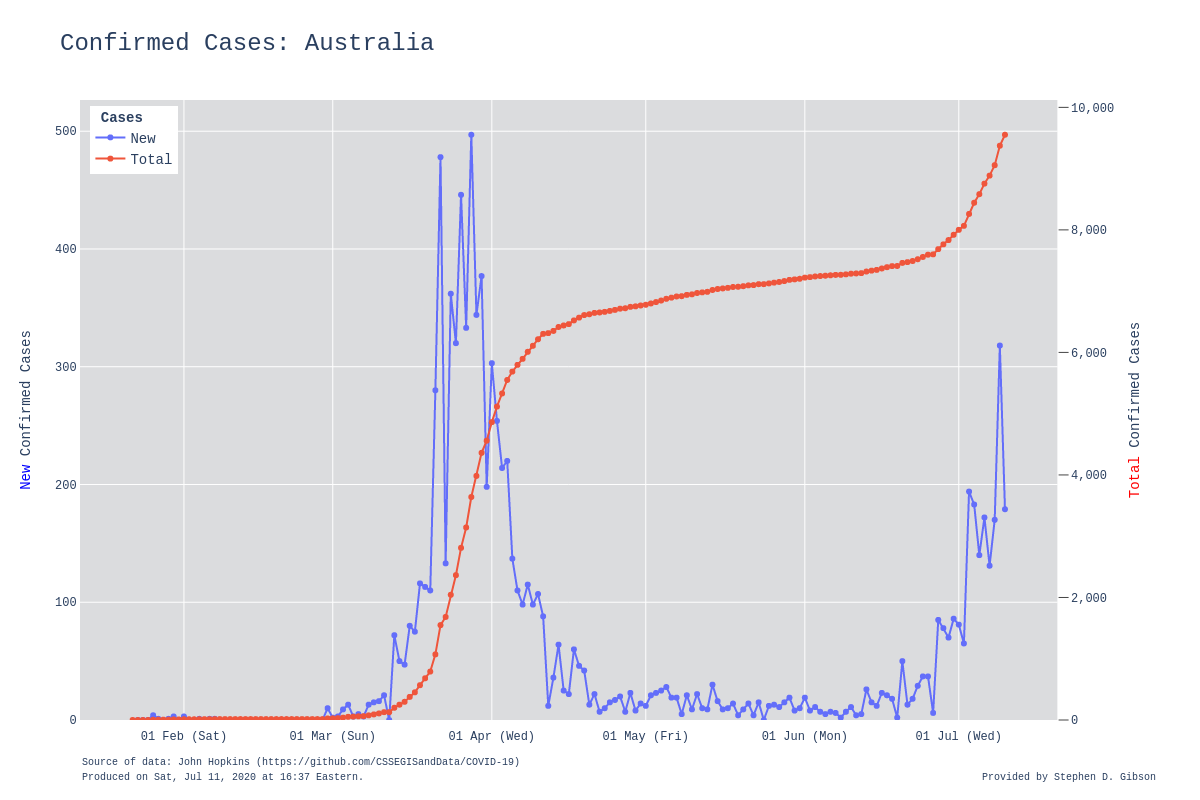 Confirmed Cases: Australia
Cases
New
Total
500
400
300
200
100
0
New Confirmed Cases
10,000
8,000
6,000
4,000
2,000
0
Total Confirmed Cases
01 Feb (Sat) 01 Mar (Sun) 01 Apr (Wed) 01 May (Fri) 01 Jun (Mon) 01 Jul (Wed)
Source of data: John Hopkins (https://github.com/CSSEGISandData/COVID-19)
Produced on Sat, Jul 11, 2020 at 16:37 Eastern.
Provided by Stephen D. Gibson